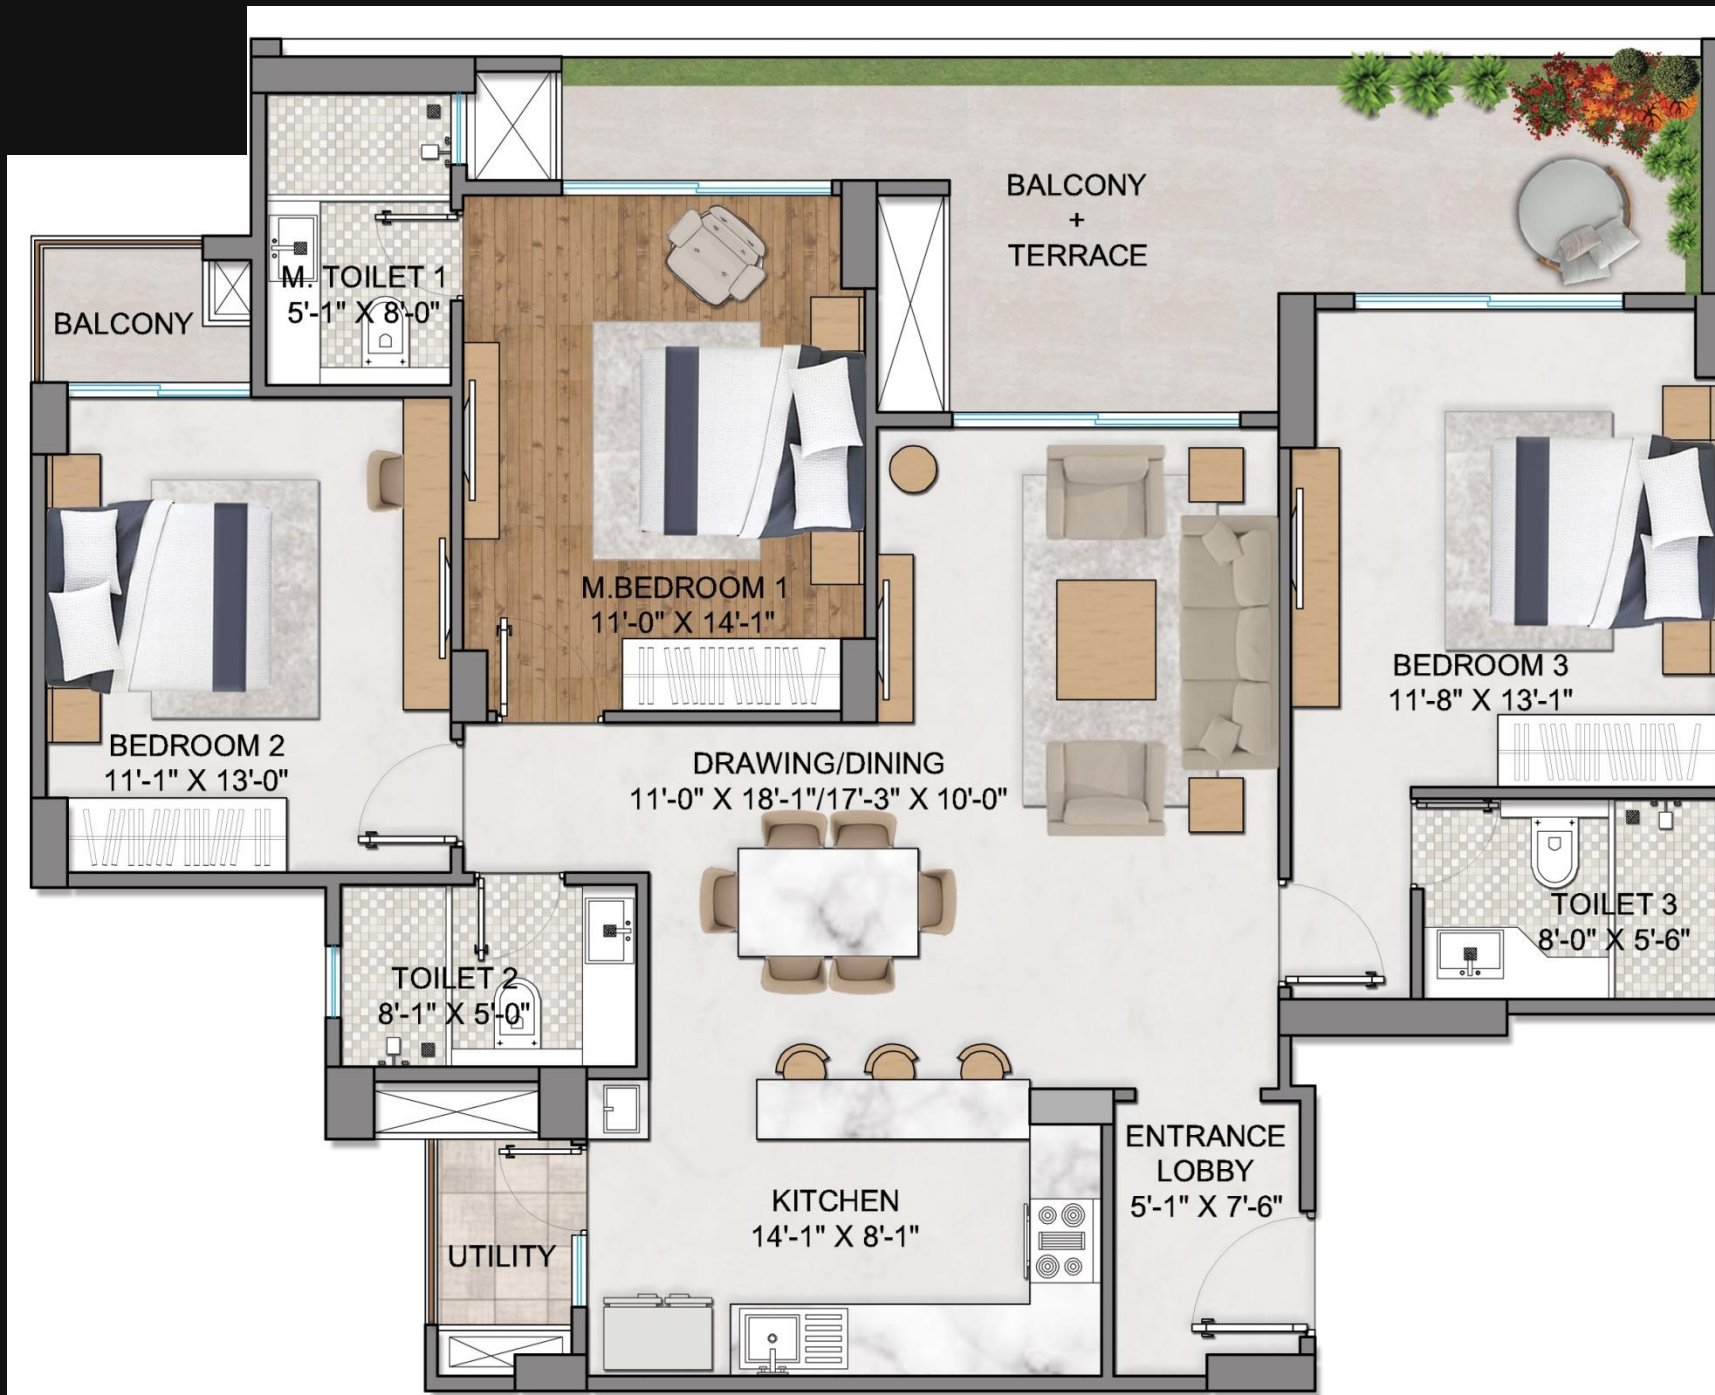 BALCONY
+
TERRACE
M. TOILET 1
5'-1" X 8'-0"
BALCONY
M.BEDROOM 1
11'-0" X 14'-1"
BEDROOM 3
11'-8" X 13'-1"
BEDROOM 2
11'-1" X 13'-0"
DRAWING/DINING
11'-0" X 18'-1"/17'-3" X 10'-0"
TOILET 3
8'-0" X 5'-6"
TOILET 2
8'-1" X 5'-0"
ENTRANCE
LOBBY
5'-1" X 7'-6"
KITCHEN
14'-1" X 8'-1"
UTILITY